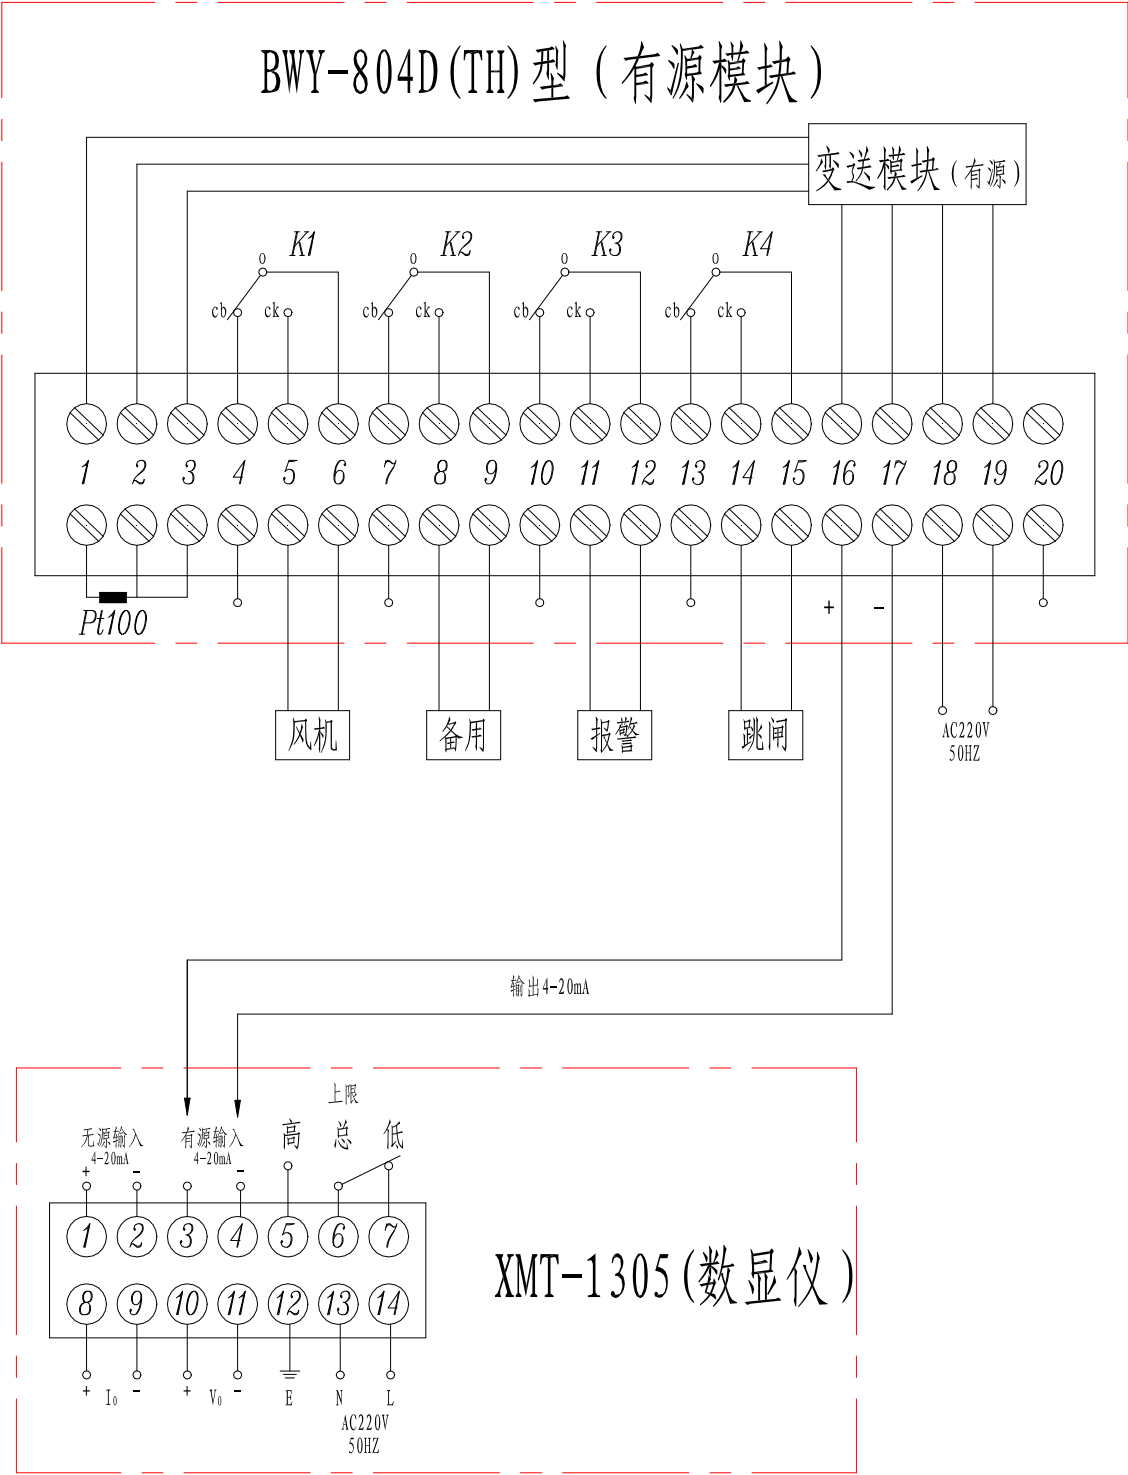 BWY-804D(TH)型（有源模块）
变送模块（有源）
K1 K2 K3 K4
o o o o
cb ck cb ck cb ck cb ck
1 2 3 4 5 6 7 8 9 10 11 12 13 14 15 16 17 18 19 20
Pt100
+ -
风机 备用 报警 跳闸
AC220V
50HZ
输出4-20mA
上限
无源输入 有源输入 高 总 低
4-20mA 4-20mA
+ - -
1 2 3 4 5 6 7
XMT-1305(数显仪)
8 9 10 11 12 13 14
+ I₀ - + V₀ - E N L
AC220V
50HZ